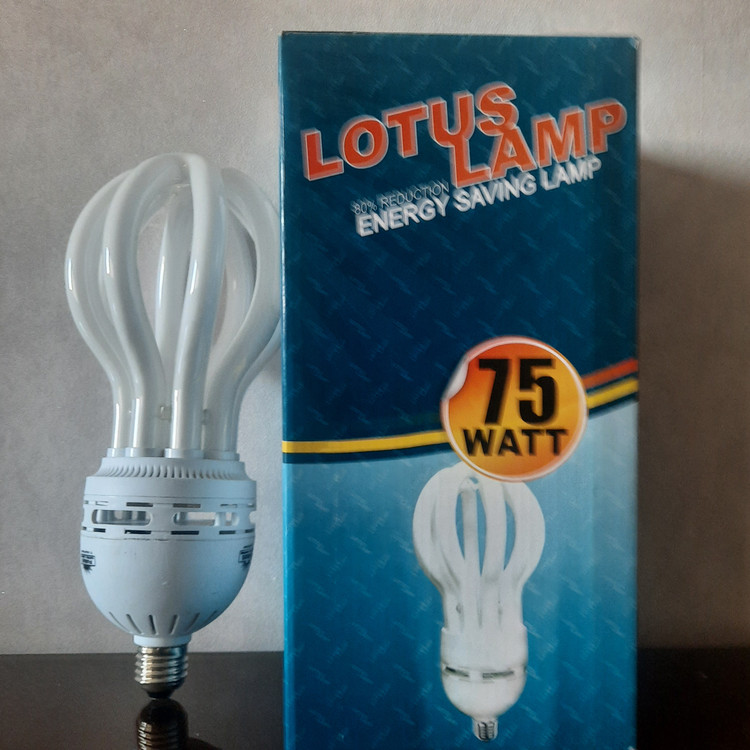 LOTUS
LAMP
80% REDUCTION
ENERGY SAVING LAMP
75
WATT